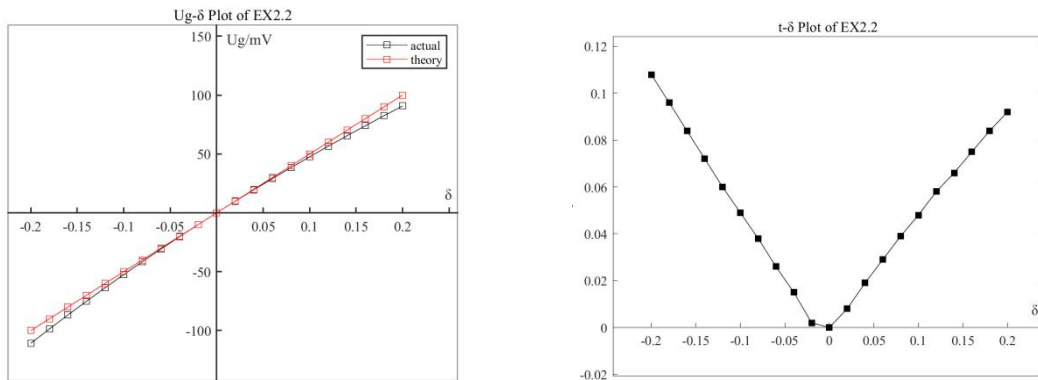 Ug-δ Plot of EX2.2
150
Ug/mV
actual
theory
100
50
δ
-0.2 -0.15 -0.1 -0.05 0.05 0.1 0.15 0.2
-50
-100
t-δ Plot of EX2.2
0.12
0.1
0.08
0.06
0.04
0.02
δ
0
-0.2 -0.15 -0.1 -0.05 0 0.05 0.1 0.15 0.2
-0.02